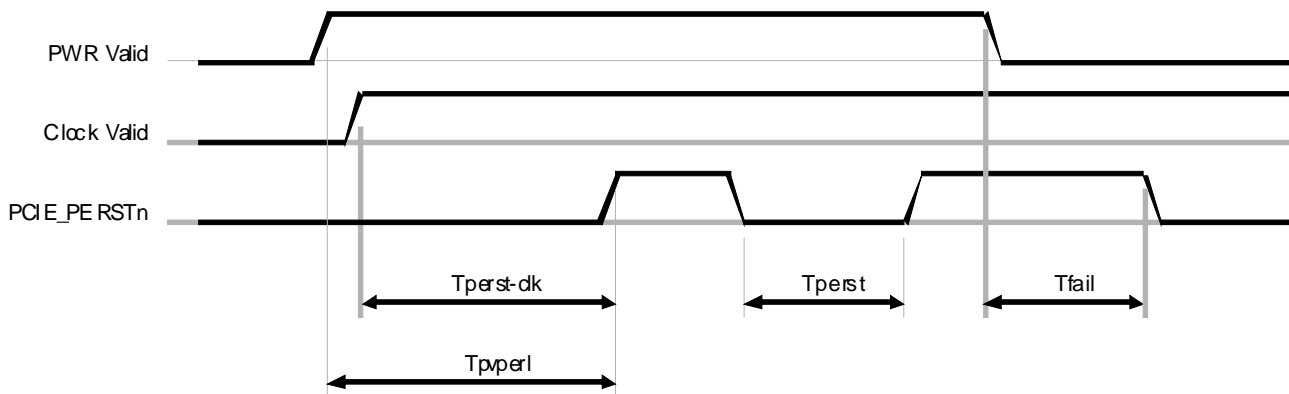 PWR Valid
Clock Valid
PCIE_PERSTn
Tperst-clk
Tperst
Tfail
Tpvperl